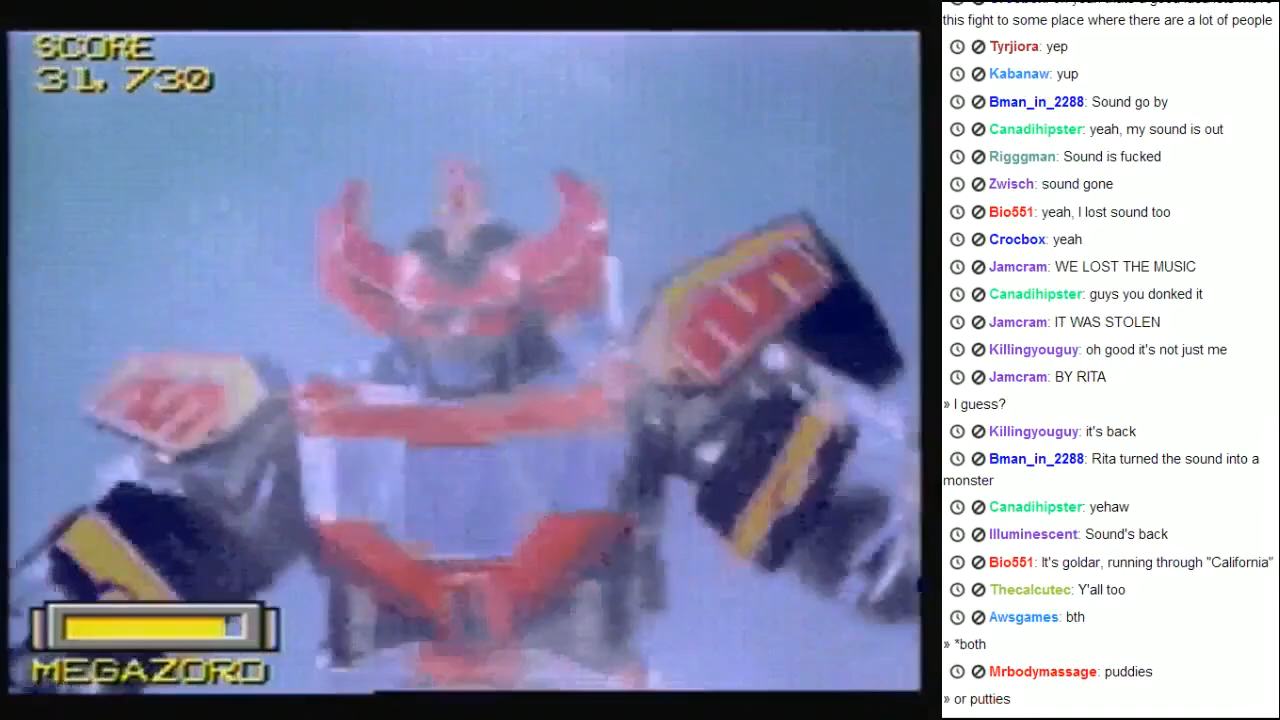 SCORE
31,730
MEGAZORD
this fight to some place where there are a lot of people
Tyrjiora: yep
Kabanaw: yup
Bman_in_2288: Sound go by
Canadihipster: yeah, my sound is out
Rigggman: Sound is fucked
Zwisch: sound gone
Bio551: yeah, I lost sound too
Crocbox: yeah
Jamcram: WE LOST THE MUSIC
Canadihipster: guys you donked it
Jamcram: IT WAS STOLEN
Killingyouguy: oh good it's not just me
Jamcram: BY RITA
» I guess?
Killingyouguy: it's back
Bman_in_2288: Rita turned the sound into a
monster
Canadihipster: yehaw
Illuminescent: Sound's back
Bio551: It's goldar, running through "California"
Thecalcutec: Y'all too
Awsgames: bth
» *both
Mrbodymassage: puddies
» or putties